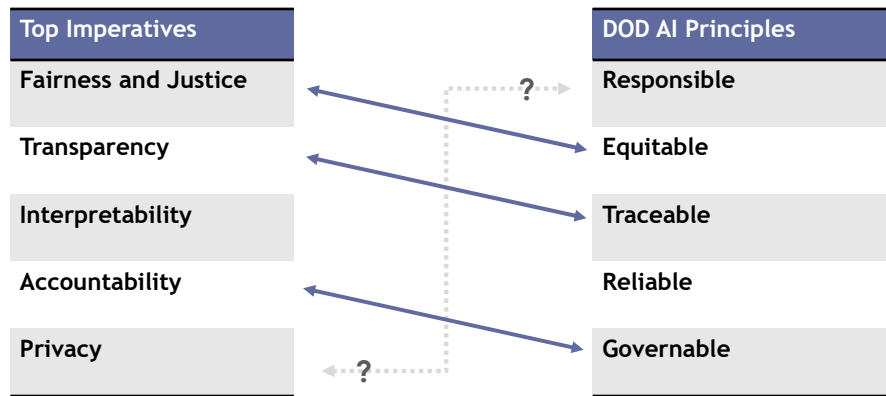 Top Imperatives
Fairness and Justice
Transparency
Interpretability
Accountability
Privacy
?
?
DOD AI Principles
Responsible
Equitable
Traceable
Reliable
Governable